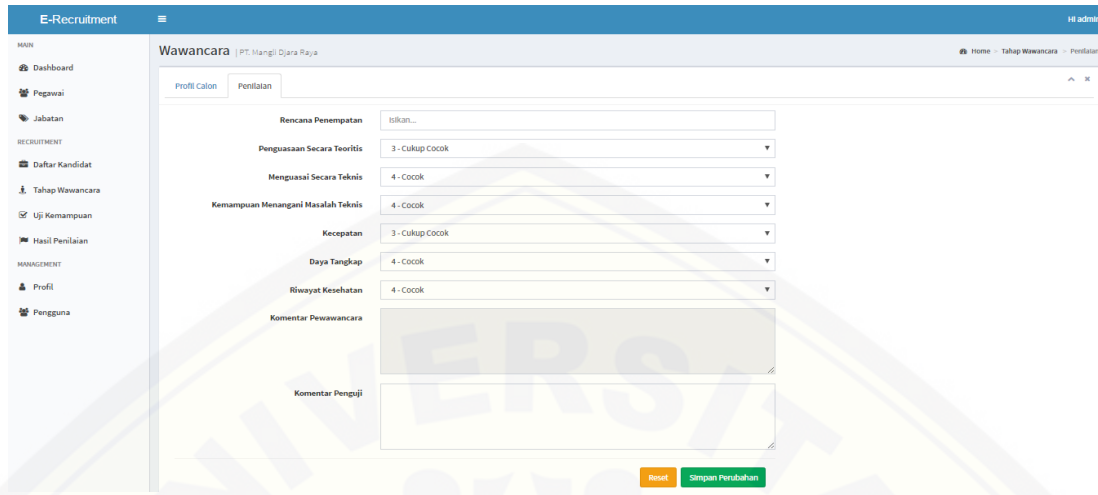 E-Recruitment
Hi admin
MAIN
Dashboard
Pegawai
Jabatan
RECRUITMENT
Daftar Kandidat
Tahap Wawancara
Uji Kemampuan
Hasil Penilaian
MANAGEMENT
Profil
Pengguna
Wawancara | PT. Mangli Djara Raya
Home > Tahap Wawancara > Penilaian
Profil Calon Penilaian
Rencana Penempatan Isikan...
Penguasaan Secara Teoritis 3 - Cukup Cocok
Menguasai Secara Teknis 4 - Cocok
Kemampuan Menangani Masalah Teknis 4 - Cocok
Kecepatan 3 - Cukup Cocok
Daya Tangkap 4 - Cocok
Riwayat Kesehatan 4 - Cocok
Komentar Pewawancara
Komentar Penguji
Reset Simpan Perubahan